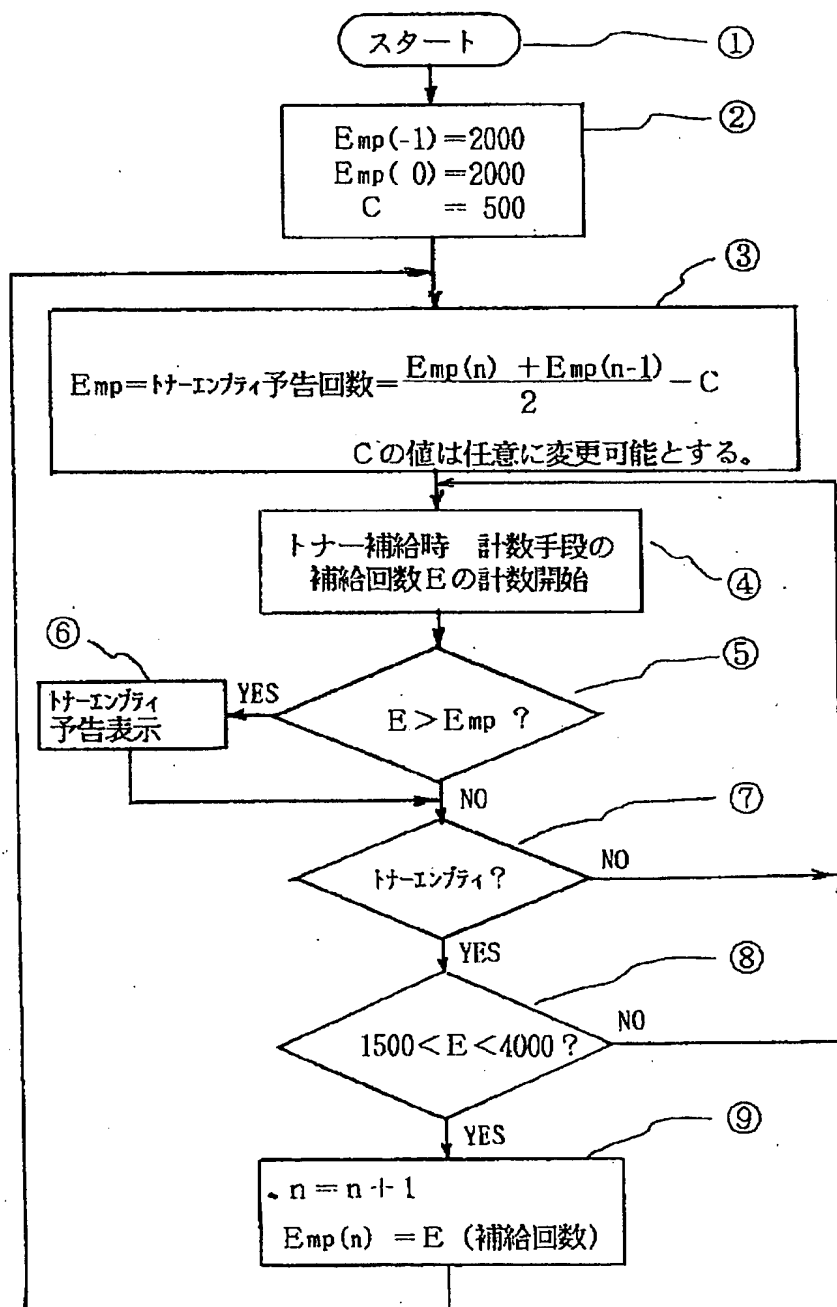 スタート
①
②
Emp(-1)=2000
Emp( 0)=2000
C = 500
③
Emp=トナーエンプティ予告回数=Emp(n) +Emp(n-1)/2-C
Cの値は任意に変更可能とする。
トナー補給時 計数手段の
補給回数Eの計数開始
④
⑤
⑥
トナーエンプティ
予告表示
YES
E>Emp ?
NO
⑦
トナーエンプティ?
NO
YES
⑧
1500<E<4000?
NO
YES
⑨
n=n+1
Emp(n) =E (補給回数)